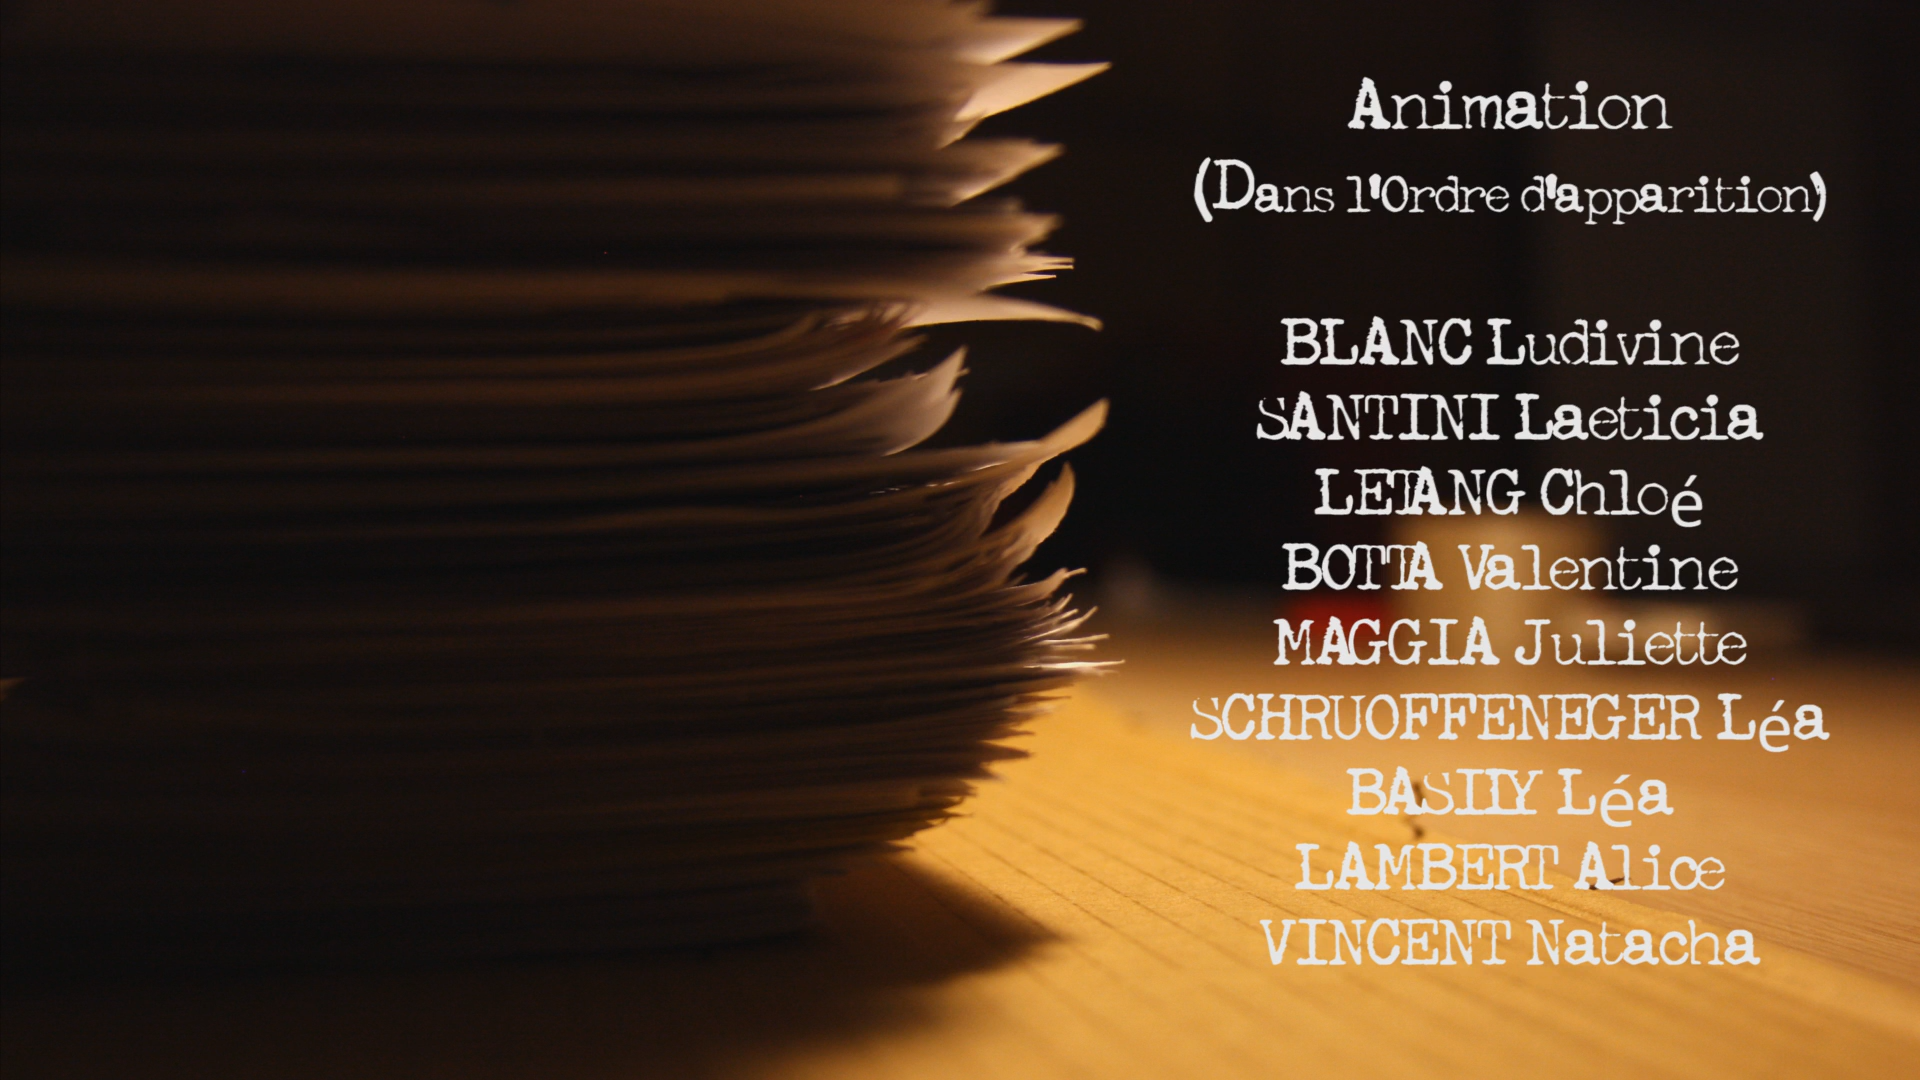 Animation
(Dans l'Ordre d'apparition)
BLANC Ludivine
SANTINI Laeticia
LETANG Chloé
BOTTA Valentine
MAGGIA Juliette
SCHRUOFFENEGER Léa
BASILY Léa
LAMBERT Alice
VINCENT Natacha